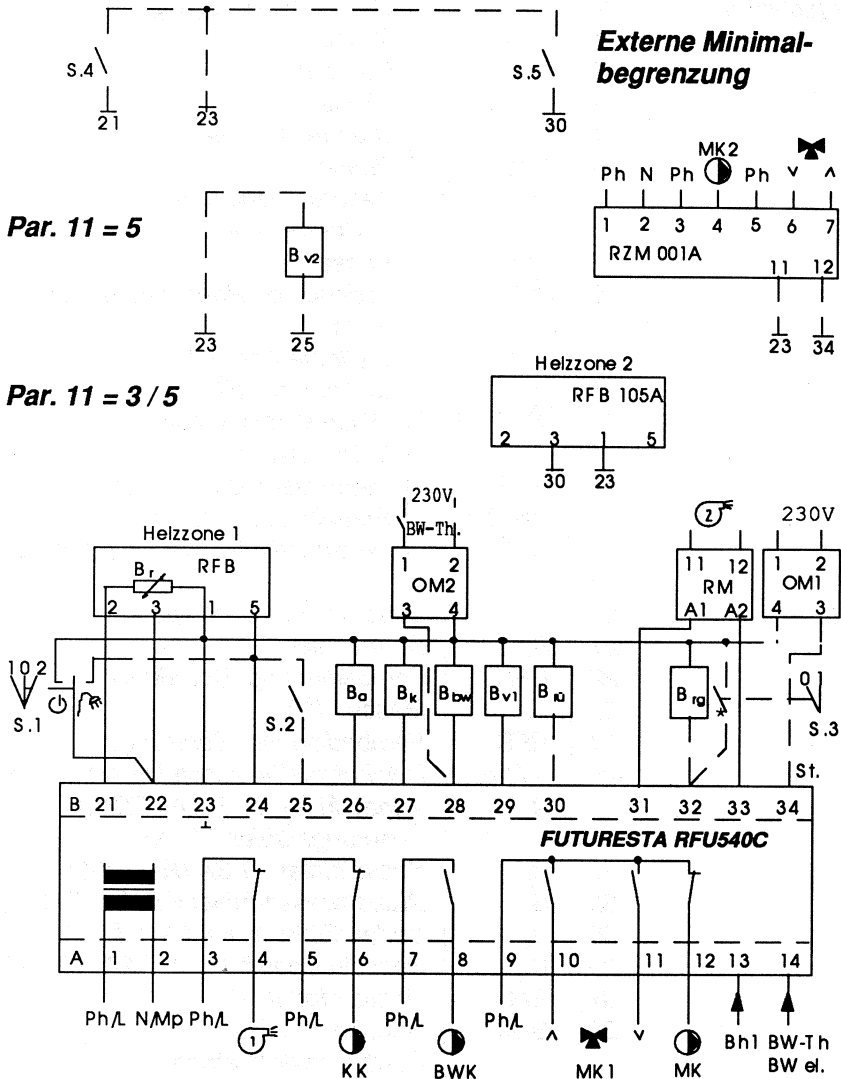 Externe Minimal-
begrenzung
S.4
S.5
21
23
30
MK2
Ph N Ph Ph v ʌ
1 2 3 4 5 6 7
RZM 001A
11 12
23 34
Par. 11 = 5
B v2
23 25
Par. 11 = 3 / 5
Heizzone 2
RFB 105A
2 3 1 5
30 23
230V
BW-Th.
1 2
OM2
3 4
Heizzone 1
Br RFB
2 3 1 5
2
11 12
RM
A1 A2
230V
1 2
OM1
4 3
1 0 2
S.1
S.2
Ba Bk Bbw Bv1 Brü Brg
*
0 1
S.3
St.
B 21 22 23 24 25 26 27 28 29 30 31 32 33 34
FUTURESTA RFU540C
A 1 2 3 4 5 6 7 8 9 10 11 12 13 14
Ph/L N/Mp Ph/L 1 Ph/L Ph/L Ph/L ʌ v
KK BWK MK1 MK Bh1 BW-Th
BW el.